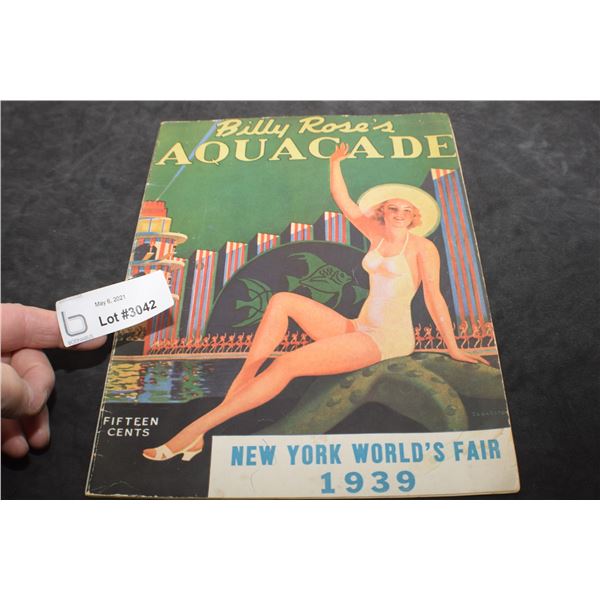 Billy Rose's
AQUACADE
May 6, 2021
Lot #3042
FIFTEEN
CENTS
NEW YORK WORLD'S FAIR
1939